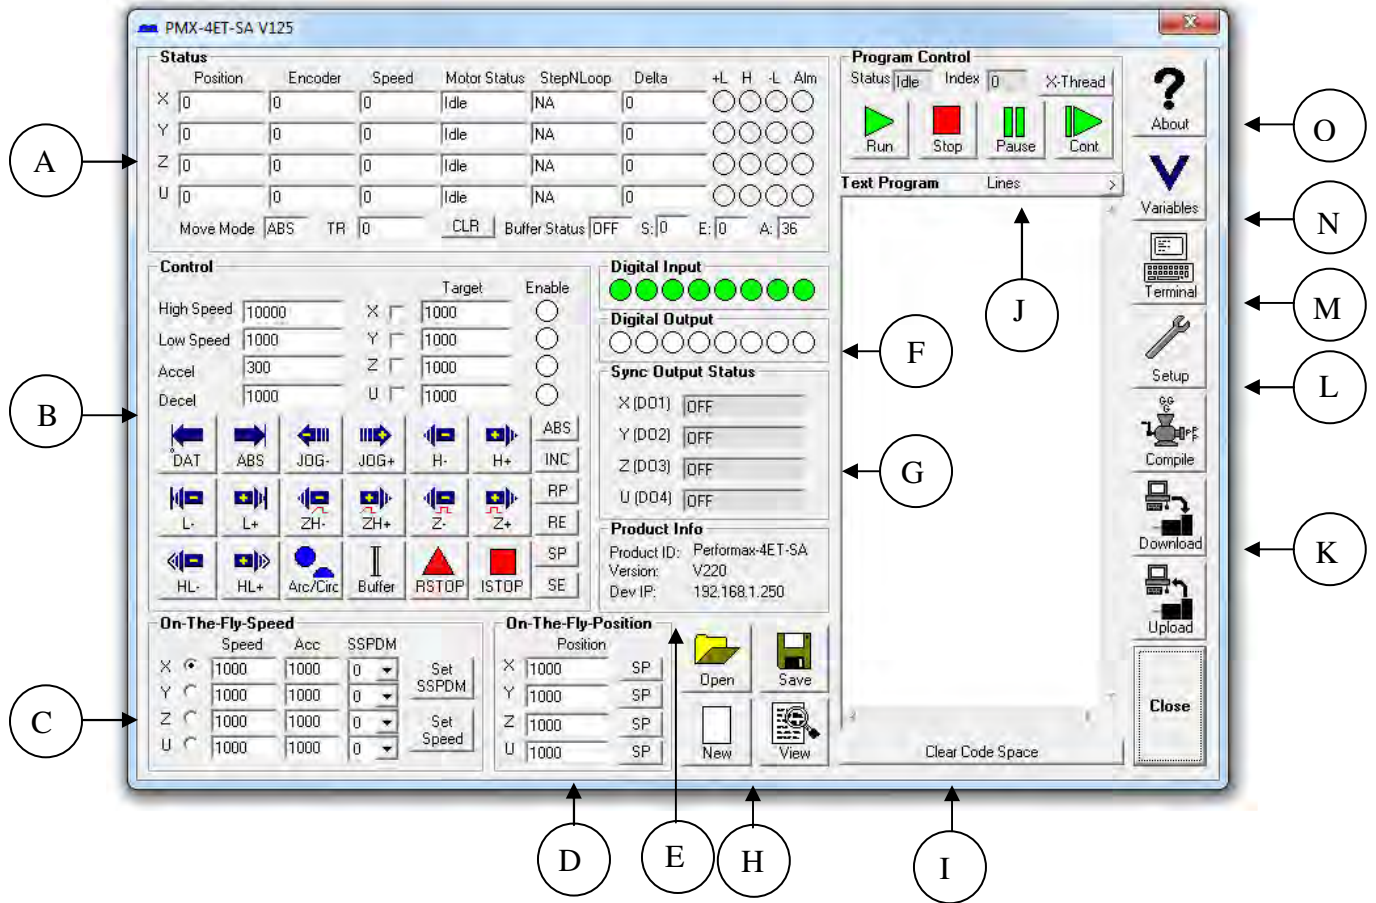 PMX-4ET-SA V125
Status
Position Encoder Speed Motor Status StepNLoop Delta +L H -L Alm
X 0 0 0 Idle NA 0
Y 0 0 0 Idle NA 0
Z 0 0 0 Idle NA 0
U 0 0 0 Idle NA 0
Move Mode ABS TR 0 CLR Buffer Status OFF S: 0 E: 0 A: 36
Program Control
Status Idle Index 0 X-Thread
Run Stop Pause Cont
Text Program Lines >
Clear Code Space
About
Variables
Terminal
Setup
Compile
Download
Upload
Close
Control
Target Enable
High Speed 10000 X 1000
Low Speed 1000 Y 1000
Accel 300 Z 1000
Decel 1000 U 1000
DAT ABS JOG- JOG+ H- H+ ABS
INC
L- L+ ZH- ZH+ Z- Z+ RP
RE
HL- HL+ Arc/Circ Buffer RSTOP ISTOP SP
SE
Digital Input
Digital Output
Sync Output Status
X (DO1) OFF
Y (DO2) OFF
Z (DO3) OFF
U (DO4) OFF
Product Info
Product ID: Performax-4ET-SA
Version: V220
Dev IP: 192.168.1.250
On-The-Fly-Speed
Speed Acc SSPDM
X 1000 1000 0
Y 1000 1000 0
Z 1000 1000 0
U 1000 1000 0
Set SSPDM
Set Speed
On-The-Fly-Position
Position
X 1000 SP
Y 1000 SP
Z 1000 SP
U 1000 SP
Open Save
New View
A
B
C
D
E
F
G
H
I
J
K
L
M
N
O